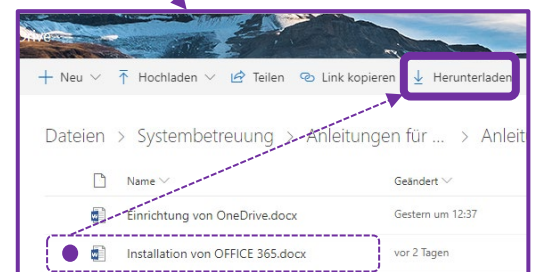 + Neu Hochladen Teilen Link kopieren Herunterladen
Dateien > Systembetreuung > Anleitungen für ... > Anleit
Name Geändert
Einrichtung von OneDrive.docx Gestern um 12:37
Installation von OFFICE 365.docx vor 2 Tagen